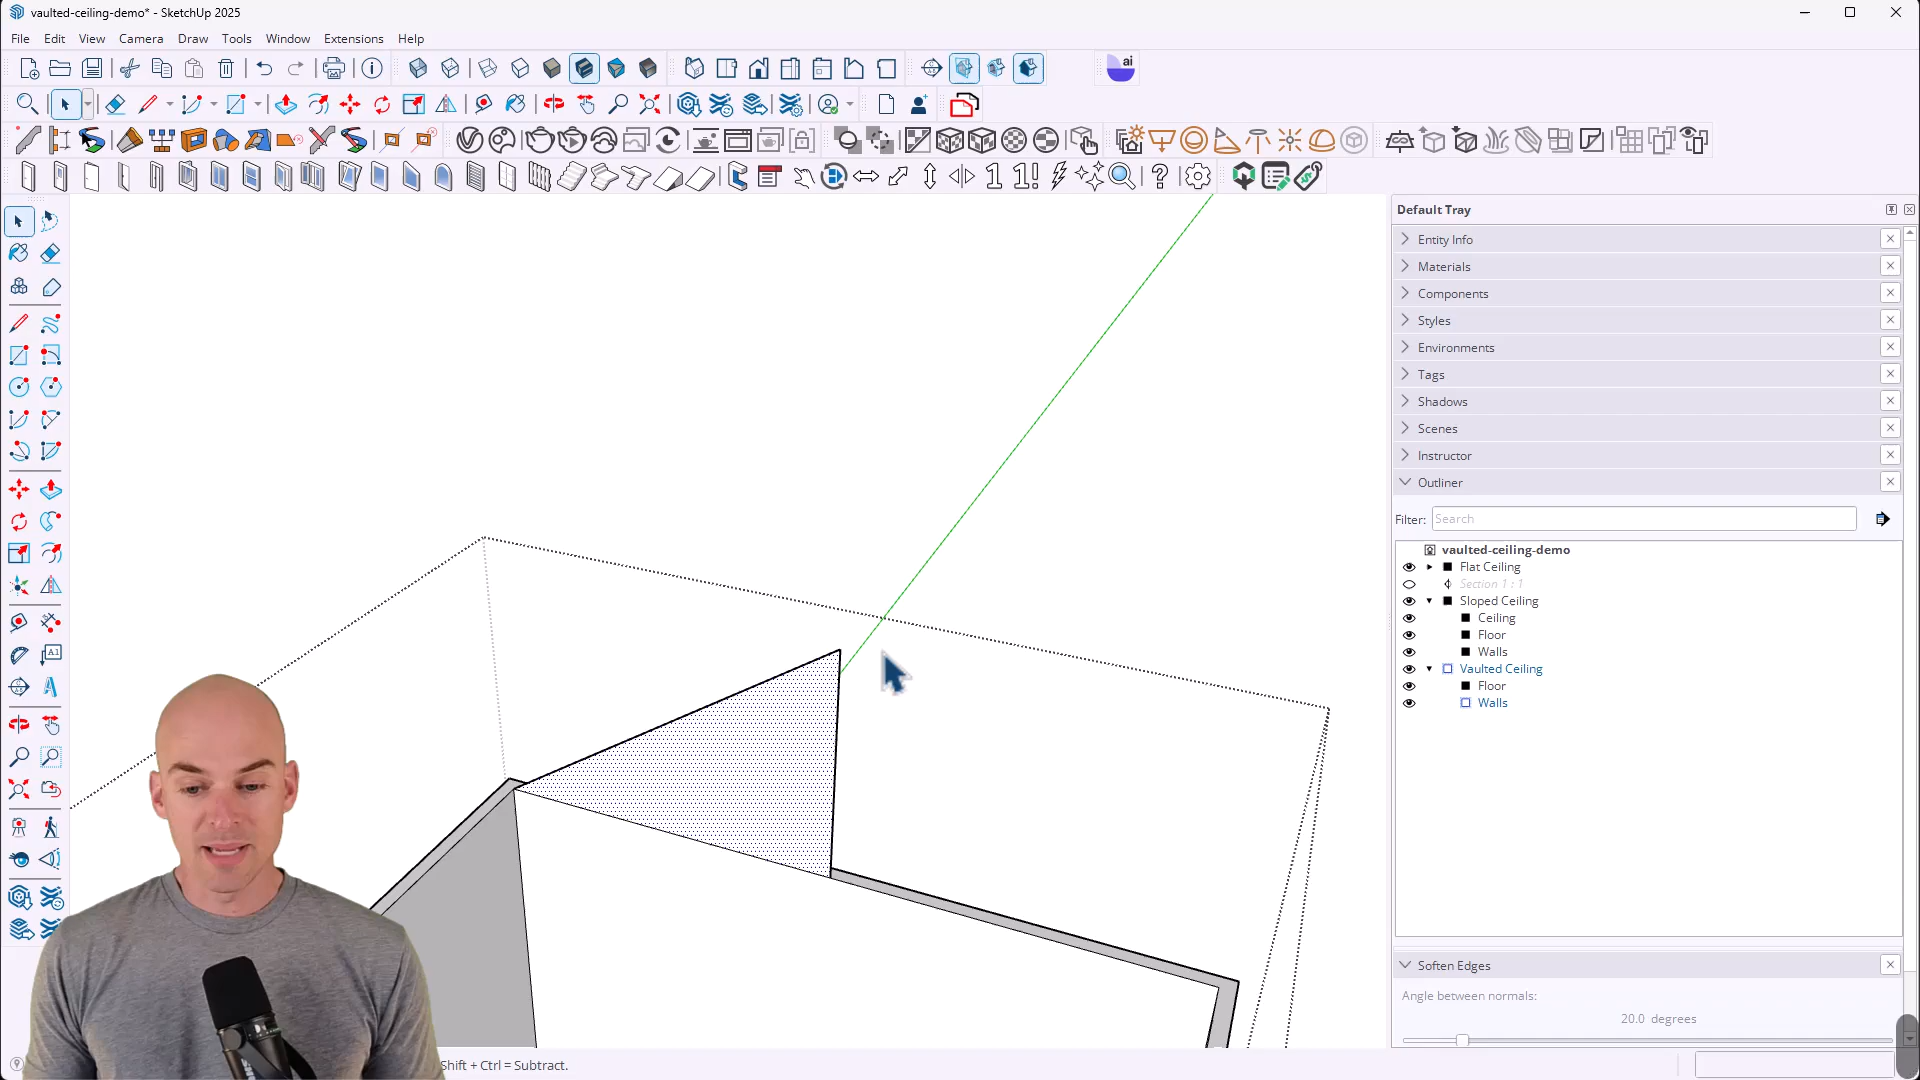 vaulted-ceiling-demo* - SketchUp 2025
File Edit View Camera Draw Tools Window Extensions Help
ai
1 1!
Default Tray
Entity Info
Materials
Components
Styles
Environments
Tags
Shadows
Scenes
Instructor
Outliner
Filter: Search
vaulted-ceiling-demo
Flat Ceiling
Section 1 : 1
Sloped Ceiling
Ceiling
Floor
Walls
Vaulted Ceiling
Floor
Walls
Soften Edges
Angle between normals:
20.0 degrees
Shift + Ctrl = Subtract.